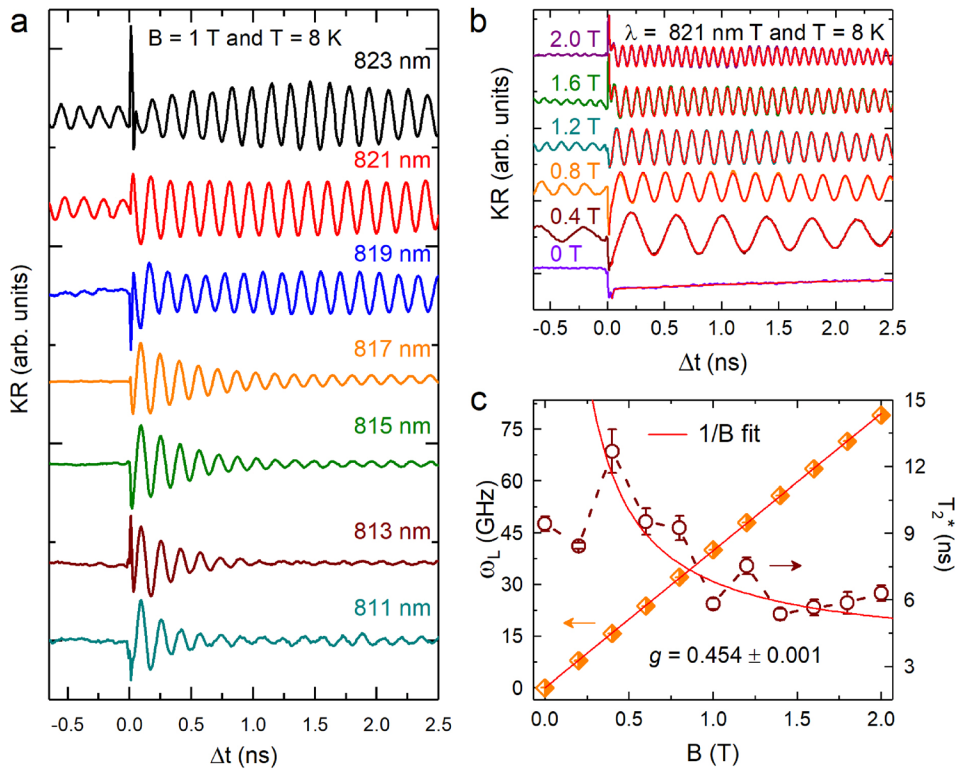 a
B = 1 T and T = 8 K
823 nm
821 nm
819 nm
817 nm
815 nm
813 nm
811 nm
KR (arb. units)
-0.5 0.0 0.5 1.0 1.5 2.0 2.5
Δt (ns)
b
λ = 821 nm T and T = 8 K
2.0 T
1.6 T
1.2 T
0.8 T
0.4 T
0 T
KR (arb. units)
-0.5 0.0 0.5 1.0 1.5 2.0 2.5
Δt (ns)
c
1/B fit
g = 0.454 ± 0.001
ω_L (GHz)
75
60
45
30
15
0
T₂* (ns)
15
12
9
6
3
0.0 0.5 1.0 1.5 2.0
B (T)